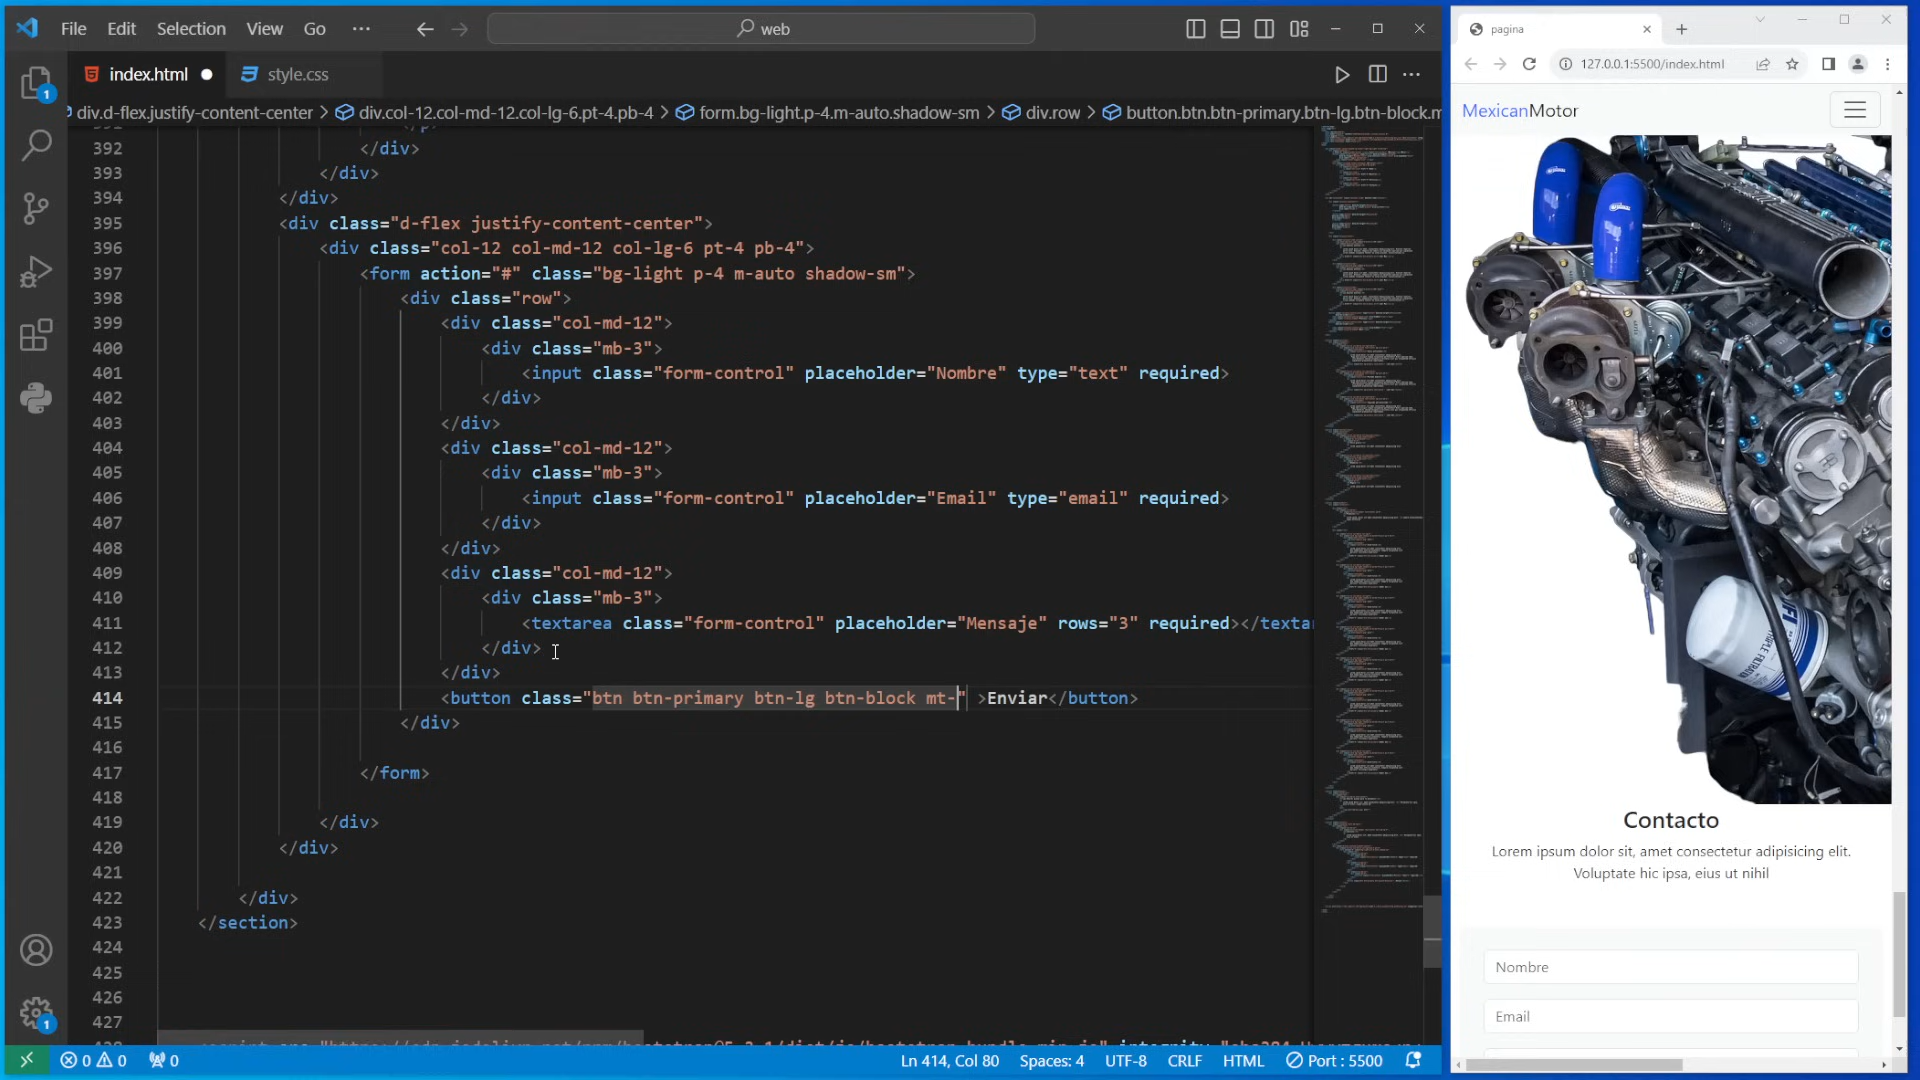 File Edit Selection View Go ··· web
index.html style.css
div.d-flex.justify-content-center > div.col-12.col-md-12.col-lg-6.pt-4.pb-4 > form.bg-light.p-4.m-auto.shadow-sm > div.row > button.btn.btn-primary.btn-lg.btn-block.m
392 </div>
393 </div>
394 </div>
395 <div class="d-flex justify-content-center">
396 <div class="col-12 col-md-12 col-lg-6 pt-4 pb-4">
397 <form action="#" class="bg-light p-4 m-auto shadow-sm">
398 <div class="row">
399 <div class="col-md-12">
400 <div class="mb-3">
401 <input class="form-control" placeholder="Nombre" type="text" required>
402 </div>
403 </div>
404 <div class="col-md-12">
405 <div class="mb-3">
406 <input class="form-control" placeholder="Email" type="email" required>
407 </div>
408 </div>
409 <div class="col-md-12">
410 <div class="mb-3">
411 <textarea class="form-control" placeholder="Mensaje" rows="3" required></textar
412 </div>
413 </div>
414 <button class="btn btn-primary btn-lg btn-block mt-" >Enviar</button>
415 </div>
416
417 </form>
418
419 </div>
420 </div>
421
422 </div>
423 </section>
424
425
426
427
0 0 0 Ln 414, Col 80 Spaces: 4 UTF-8 CRLF HTML Port : 5500
1
1
pagina
127.0.0.1:5500/index.html
MexicanMotor
Contacto
Lorem ipsum dolor sit, amet consectetur adipisicing elit.
Voluptate hic ipsa, eius ut nihil
Nombre
Email